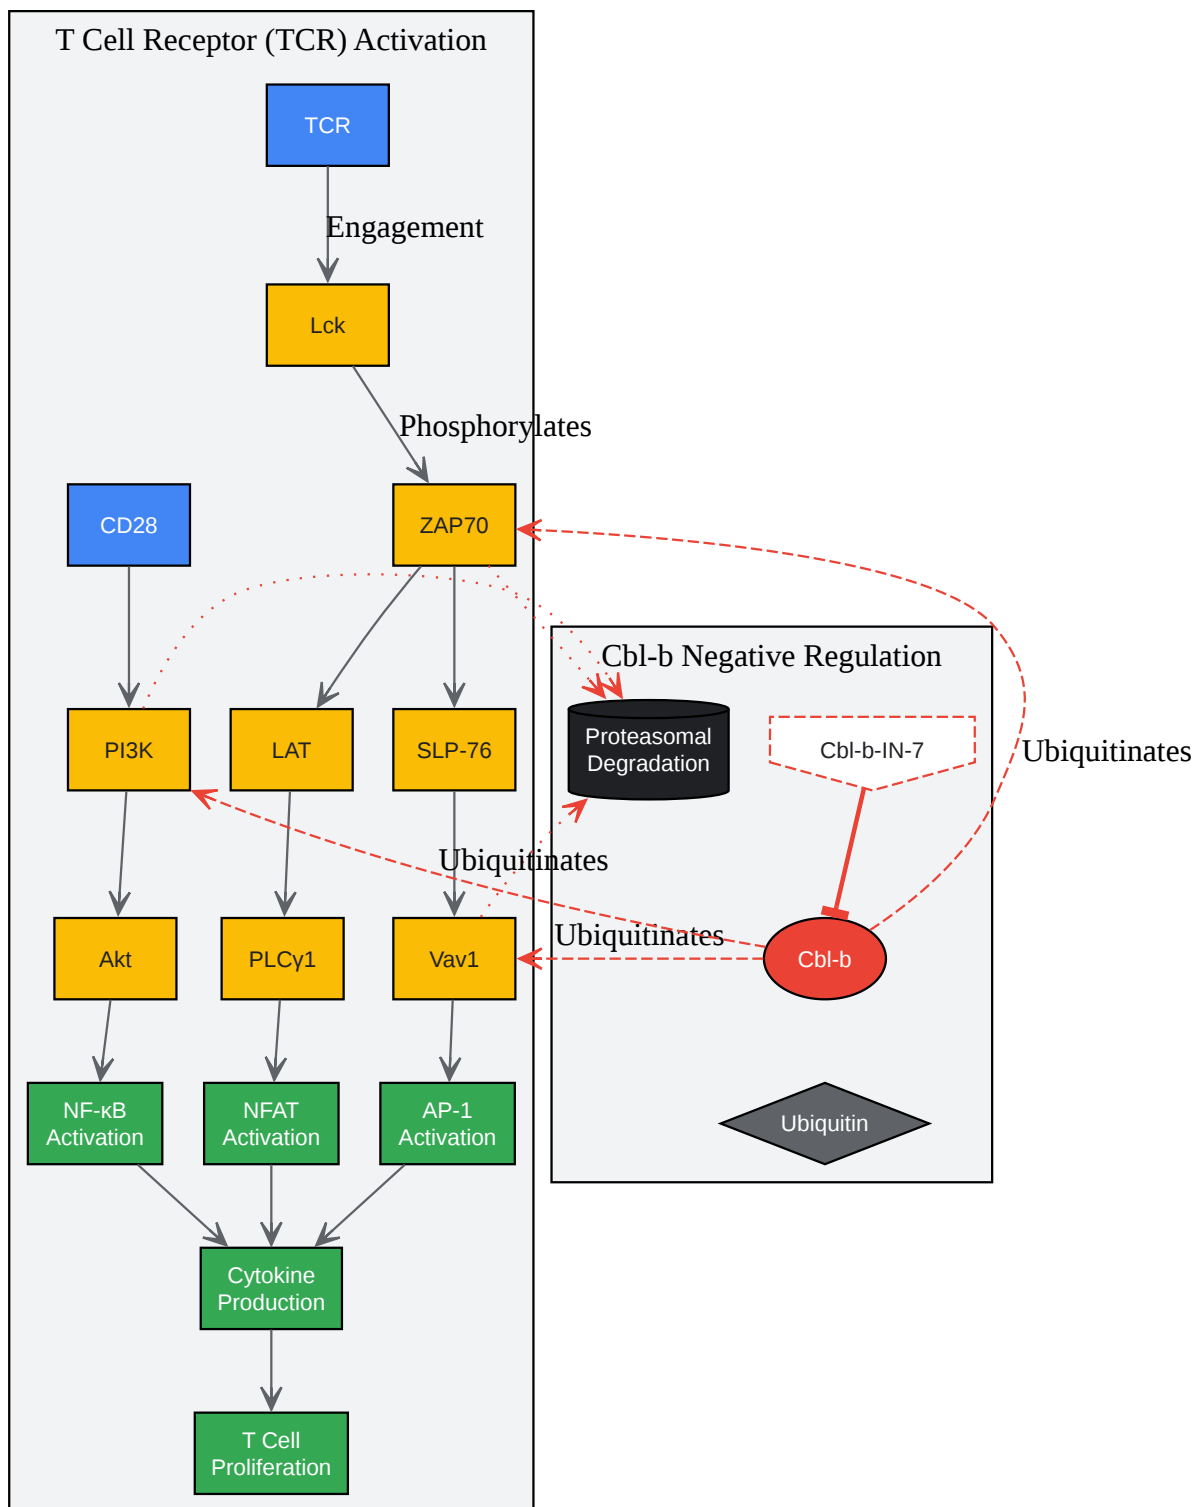 T Cell Receptor (TCR) Activation
TCR
Engagement
Lck
Phosphorylates
CD28
ZAP70
Cbl-b Negative Regulation
PI3K
LAT
SLP-76
Proteasomal
Degradation
Cbl-b-IN-7
Ubiquitinates
Ubiquitinates
Ubiquitinates
Akt
PLCγ1
Vav1
Cbl-b
NF-κB
Activation
NFAT
Activation
AP-1
Activation
Ubiquitin
Cytokine
Production
T Cell
Proliferation